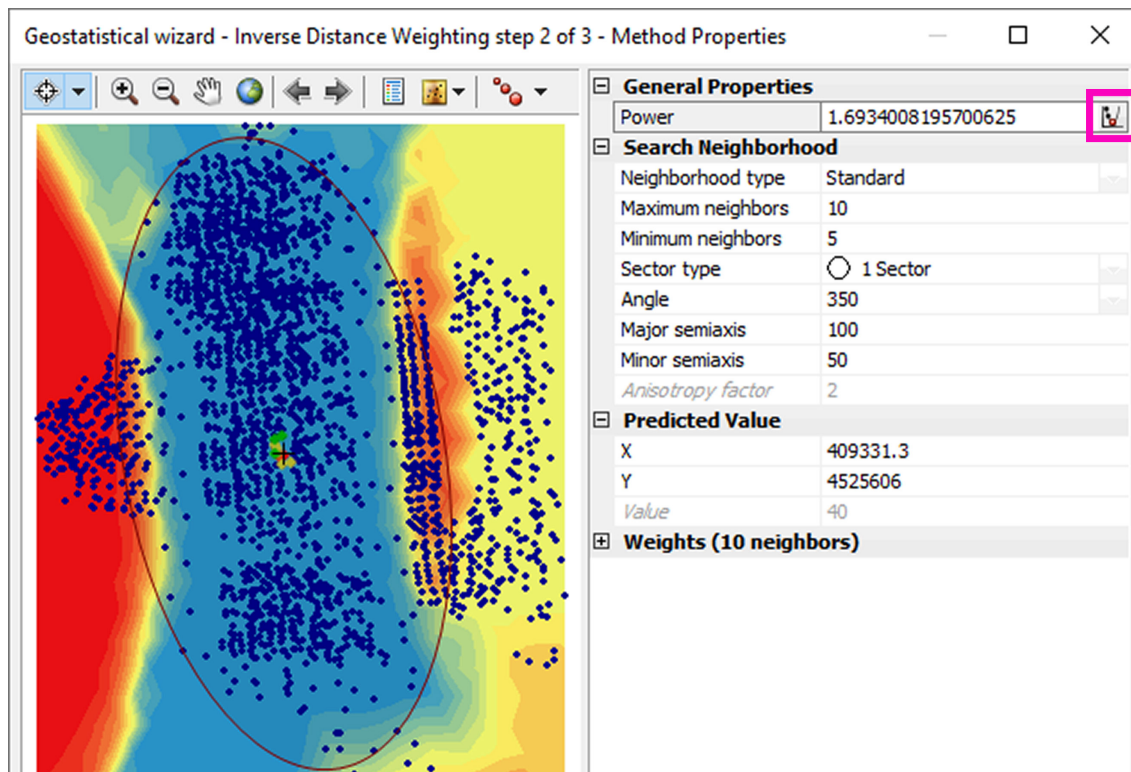 Geostatistical wizard - Inverse Distance Weighting step 2 of 3 - Method Properties
General Properties
Power 1.6934008195700625
Search Neighborhood
Neighborhood type Standard
Maximum neighbors 10
Minimum neighbors 5
Sector type 1 Sector
Angle 350
Major semiaxis 100
Minor semiaxis 50
Anisotropy factor 2
Predicted Value
X 409331.3
Y 4525606
Value 40
Weights (10 neighbors)